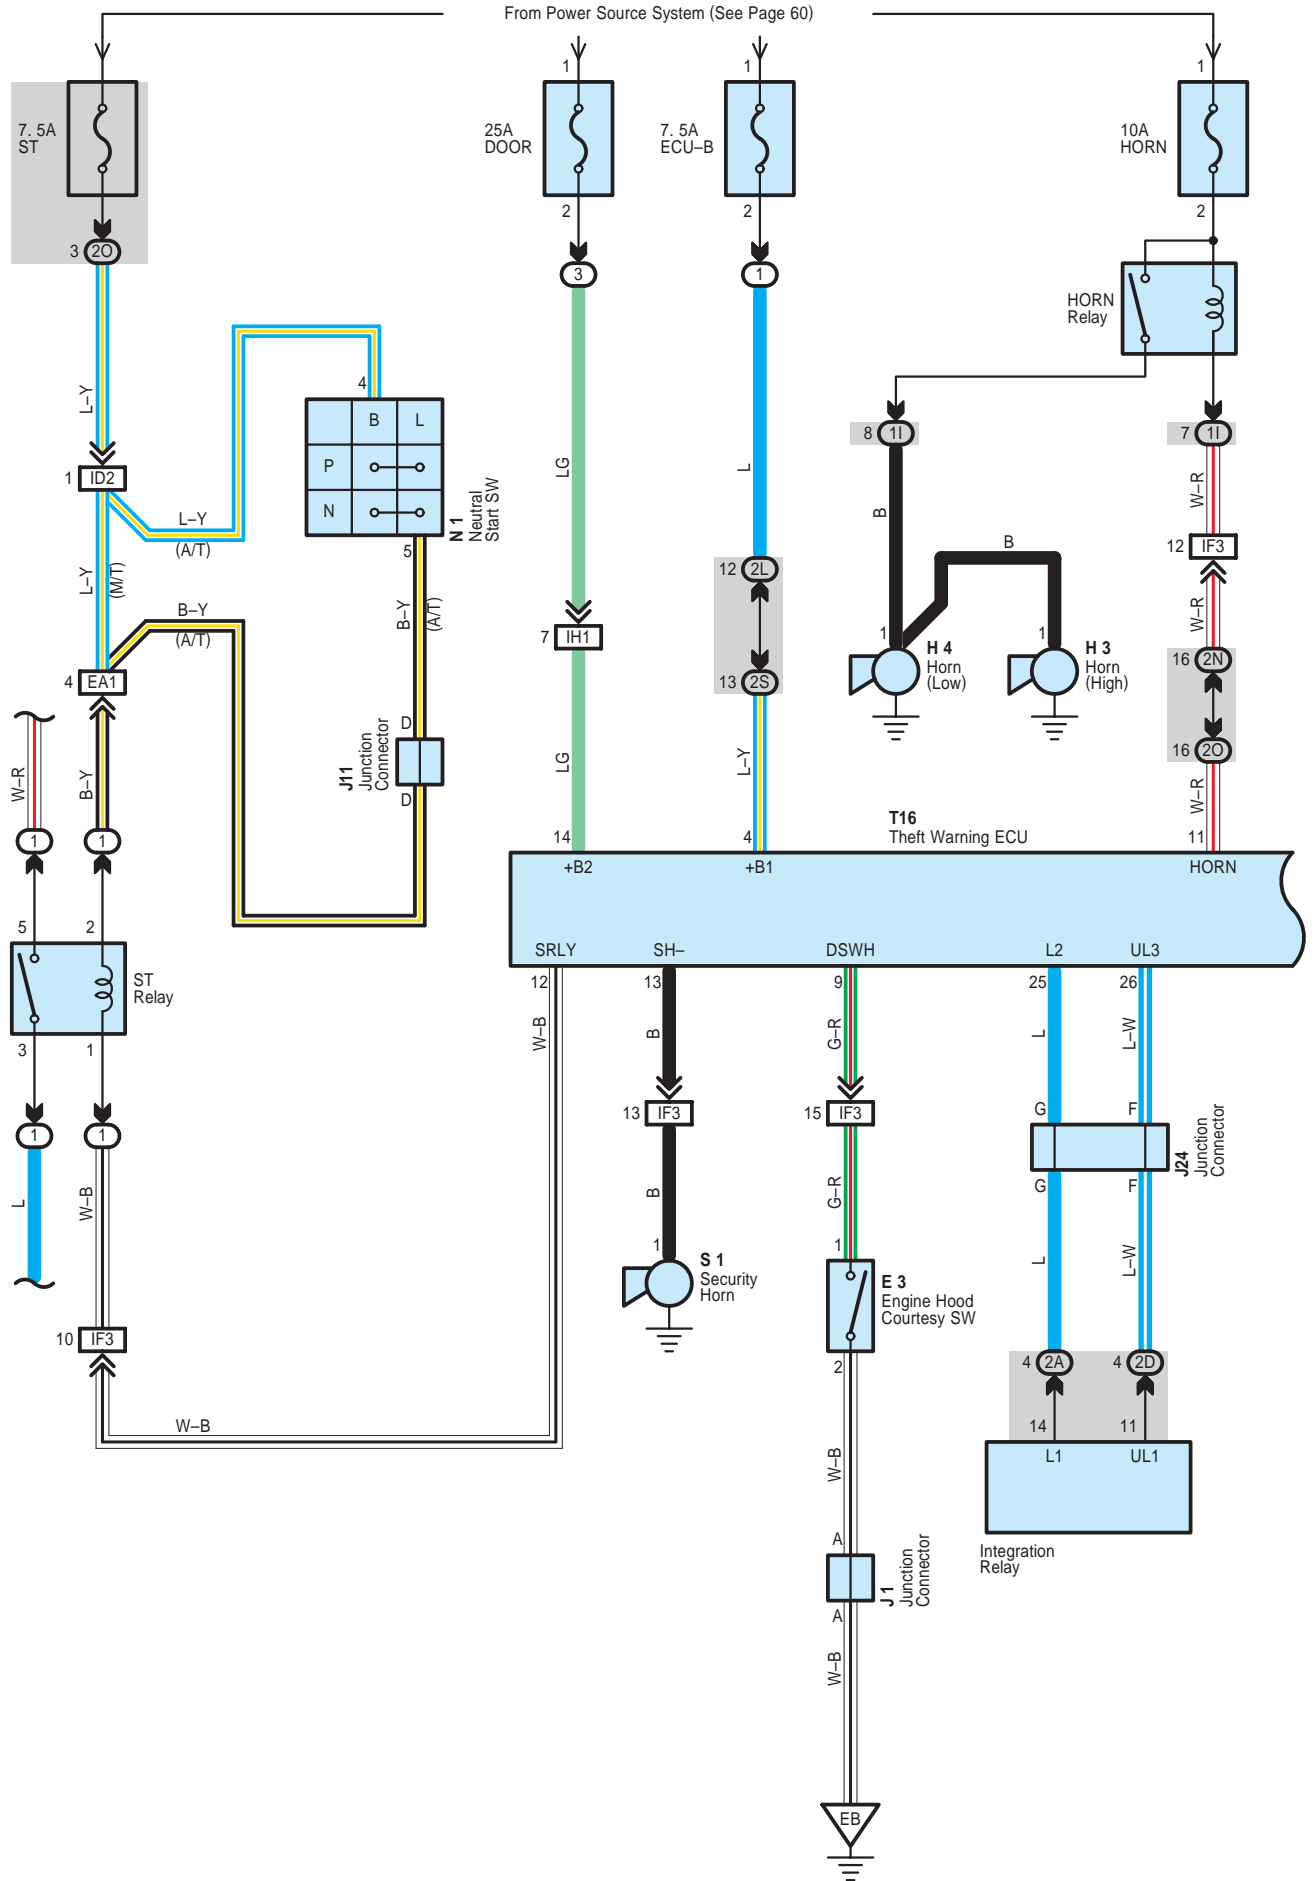 From Power Source System (See Page 60)
1
1
1
7. 5A
ST
25A
DOOR
7. 5A
ECU–B
10A
HORN
2
2
2
3 2O
3
1
HORN
Relay
4
B L
P
N
N 1
Neutral
Start SW
5
L–Y
1 ID2
L–Y
(A/T)
L–Y
(M/T)
B–Y
(A/T)
B–Y
(A/T)
4 EA1
LG
7 IH1
LG
L
12 2L
13 2S
L–Y
8 1I
7 1I
B
B
W–R
12 IF3
W–R
16 2N
16 2O
W–R
1
H 4
Horn
(Low)
1
H 3
Horn
(High)
W–R
B–Y
D
J11
Junction
Connector
D
1
1
T16
Theft Warning ECU
14
4
11
+B2
+B1
HORN
SRLY
SH–
DSWH
L2
UL3
5
2
ST
Relay
3
1
12
13
9
25
26
W–B
B
G–R
L
L–W
1
1
13 IF3
15 IF3
G
F
J24
Junction
Connector
G
F
L
W–B
B
G–R
L
L–W
1
S 1
Security
Horn
1
E 3
Engine Hood
Courtesy SW
2
10 IF3
W–B
4 2A
4 2D
14
11
L1
UL1
Integration
Relay
W–B
A
J 1
Junction
Connector
A
W–B
EB